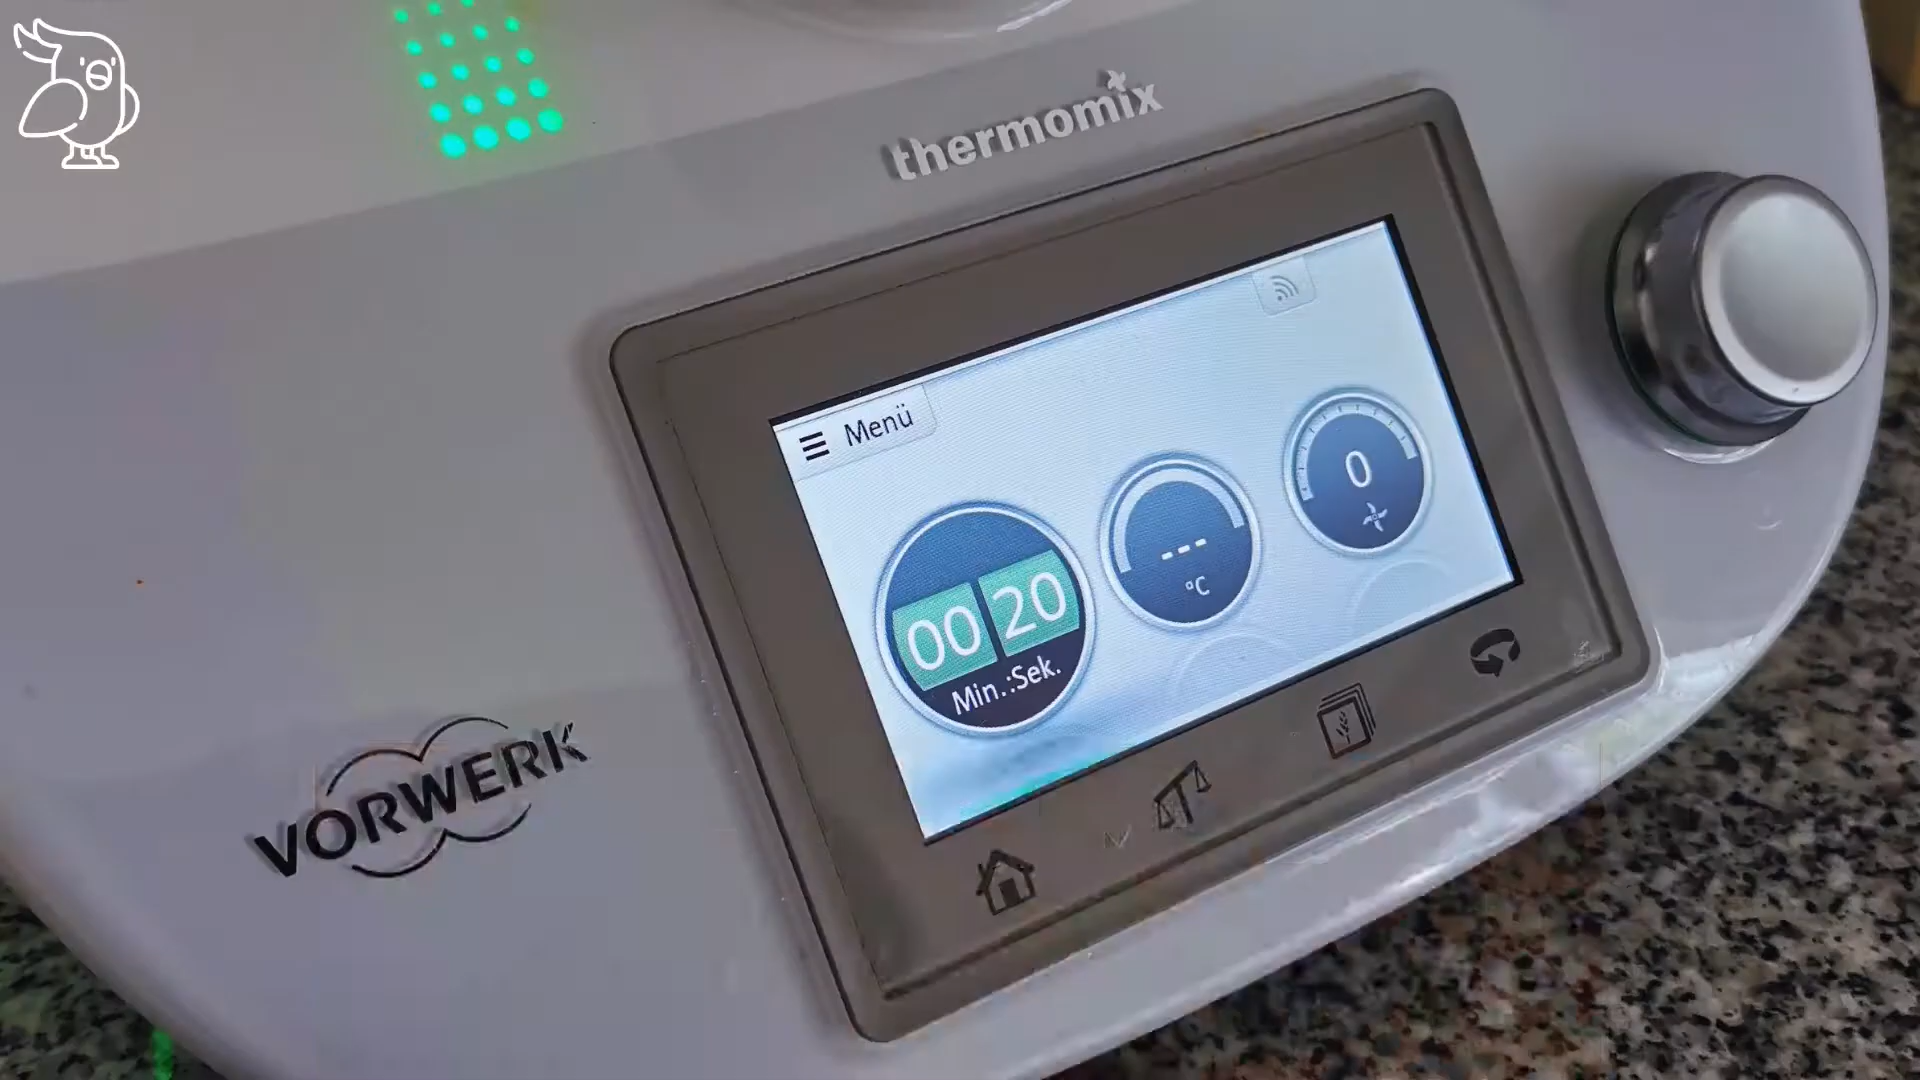 thermomix
Menü
00 20
Min.:Sek.
---
°C
0
VORWERK